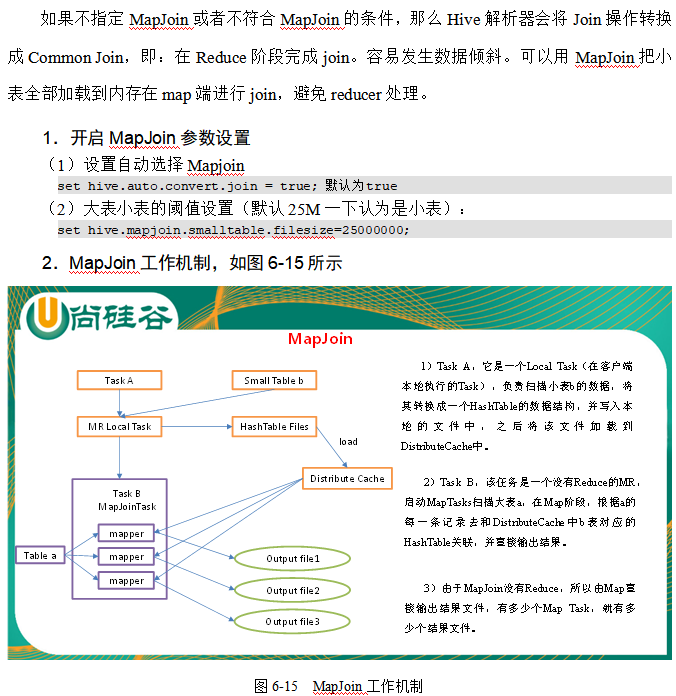 如果不指定 MapJoin 或者不符合 MapJoin 的条件，那么 Hive 解析器会将 Join 操作转换
成 Common Join，即：在 Reduce 阶段完成 join。容易发生数据倾斜。可以用 MapJoin 把小
表全部加载到内存在 map 端进行 join，避免 reducer 处理。
1．开启 MapJoin 参数设置
（1）设置自动选择 Mapjoin
set hive.auto.convert.join = true; 默认为 true
（2）大表小表的阈值设置（默认 25M 一下认为是小表）：
set hive.mapjoin.smalltable.filesize=25000000;
2．MapJoin 工作机制，如图 6-15 所示
尚硅谷
MapJoin
Task A
Small Table b
MR Local Task
HashTable Files
load
Distribute Cache
Task B
MapJoinTask
Table a
mapper
mapper
mapper
Output file1
Output file2
Output file3
1）Task A，它是一个Local Task（在客户端
本地执行的Task），负责扫描小表b的数据，将
其转换成一个HashTable的数据结构，并写入本
地的文件中，之后将该文件加载到
DistributeCache中。
2）Task B，该任务是一个没有Reduce的MR，
启动MapTasks扫描大表a，在Map阶段，根据a的
每一条记录去和DistributeCache中b表对应的
HashTable关联，并直接输出结果。
3）由于MapJoin没有Reduce，所以由Map直
接输出结果文件，有多少个Map Task，就有多
少个结果文件。
图 6-15 MapJoin 工作机制